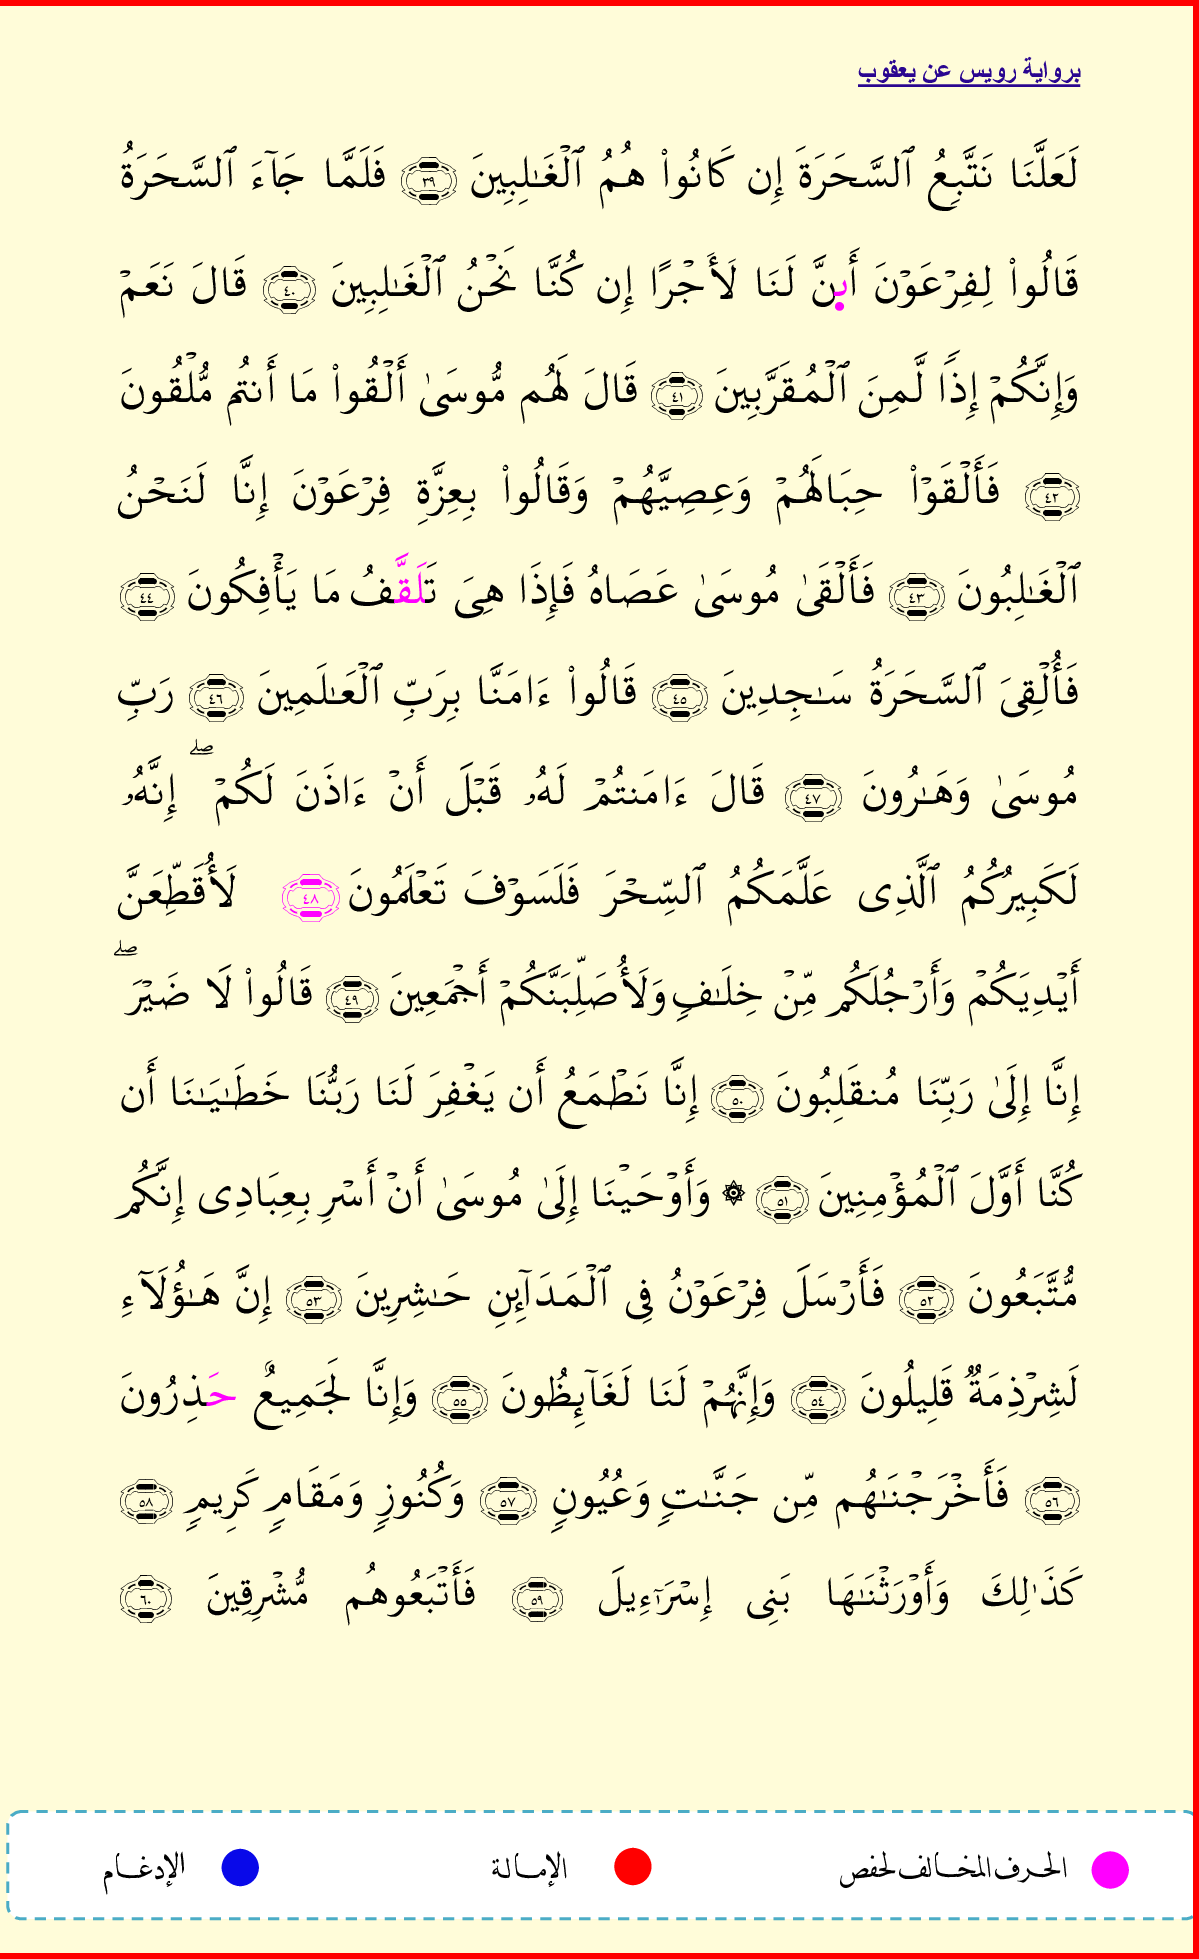 برواية رويس عن يعقوب
لَعَلَّنَا نَتَّبِعُ ٱلسَّحَرَةَ إِن كَانُوا۟ هُمُ ٱلْغَـٰلِبِينَ ٣٩ فَلَمَّا جَآءَ ٱلسَّحَرَةُ
قَالُوا۟ لِفِرْعَوْنَ أَى۪نَّ لَنَا لَأَجْرًا إِن كُنَّا نَحْنُ ٱلْغَـٰلِبِينَ ٤٠ قَالَ نَعَمْ
وَإِنَّكُمْ إِذًا لَّمِنَ ٱلْمُقَرَّبِينَ ٤١ قَالَ لَهُم مُّوسَىٰ أَلْقُوا۟ مَا أَنتُم مُّلْقُونَ
٤٢ فَأَلْقَوْا۟ حِبَالَهُمْ وَعِصِيَّهُمْ وَقَالُوا۟ بِعِزَّةِ فِرْعَوْنَ إِنَّا لَنَحْنُ
ٱلْغَـٰلِبُونَ ٤٣ فَأَلْقَىٰ مُوسَىٰ عَصَاهُ فَإِذَا هِىَ تَلَقَّفُ مَا يَأْفِكُونَ ٤٤
فَأُلْقِىَ ٱلسَّحَرَةُ سَـٰجِدِينَ ٤٥ قَالُوا۟ ءَامَنَّا بِرَبِّ ٱلْعَـٰلَمِينَ ٤٦ رَبِّ
مُوسَىٰ وَهَـٰرُونَ ٤٧ قَالَ ءَامَنتُمْ لَهُۥ قَبْلَ أَنْ ءَاذَنَ لَكُمْ ۖ إِنَّهُۥ
لَكَبِيرُكُمُ ٱلَّذِى عَلَّمَكُمُ ٱلسِّحْرَ فَلَسَوْفَ تَعْلَمُونَ ٤٨ لَأُقَطِّعَنَّ
أَيْدِيَكُمْ وَأَرْجُلَكُم مِّنْ خِلَـٰفٍ وَلَأُصَلِّبَنَّكُمْ أَجْمَعِينَ ٤٩ قَالُوا۟ لَا ضَيْرَ ۖ
إِنَّا إِلَىٰ رَبِّنَا مُنقَلِبُونَ ٥٠ إِنَّا نَطْمَعُ أَن يَغْفِرَ لَنَا رَبُّنَا خَطَـٰيَـٰنَا أَن
كُنَّا أَوَّلَ ٱلْمُؤْمِنِينَ ٥١ ۞ وَأَوْحَيْنَا إِلَىٰ مُوسَىٰ أَنْ أَسْرِ بِعِبَادِى إِنَّكُم
مُّتَّبَعُونَ ٥٢ فَأَرْسَلَ فِرْعَوْنُ فِى ٱلْمَدَآئِنِ حَـٰشِرِينَ ٥٣ إِنَّ هَـٰؤُلَآءِ
لَشِرْذِمَةٌ قَلِيلُونَ ٥٤ وَإِنَّهُمْ لَنَا لَغَآئِظُونَ ٥٥ وَإِنَّا لَجَمِيعٌ حَذِرُونَ
٥٦ فَأَخْرَجْنَـٰهُم مِّن جَنَّـٰتٍ وَعُيُونٍ ٥٧ وَكُنُوزٍ وَمَقَامٍ كَرِيمٍ ٥٨
كَذَٰلِكَ وَأَوْرَثْنَـٰهَا بَنِى إِسْرَٰٓءِيلَ ٥٩ فَأَتْبَعُوهُم مُّشْرِقِينَ ٦٠
الحرف المخالف لحفص الإمالة الإدغام